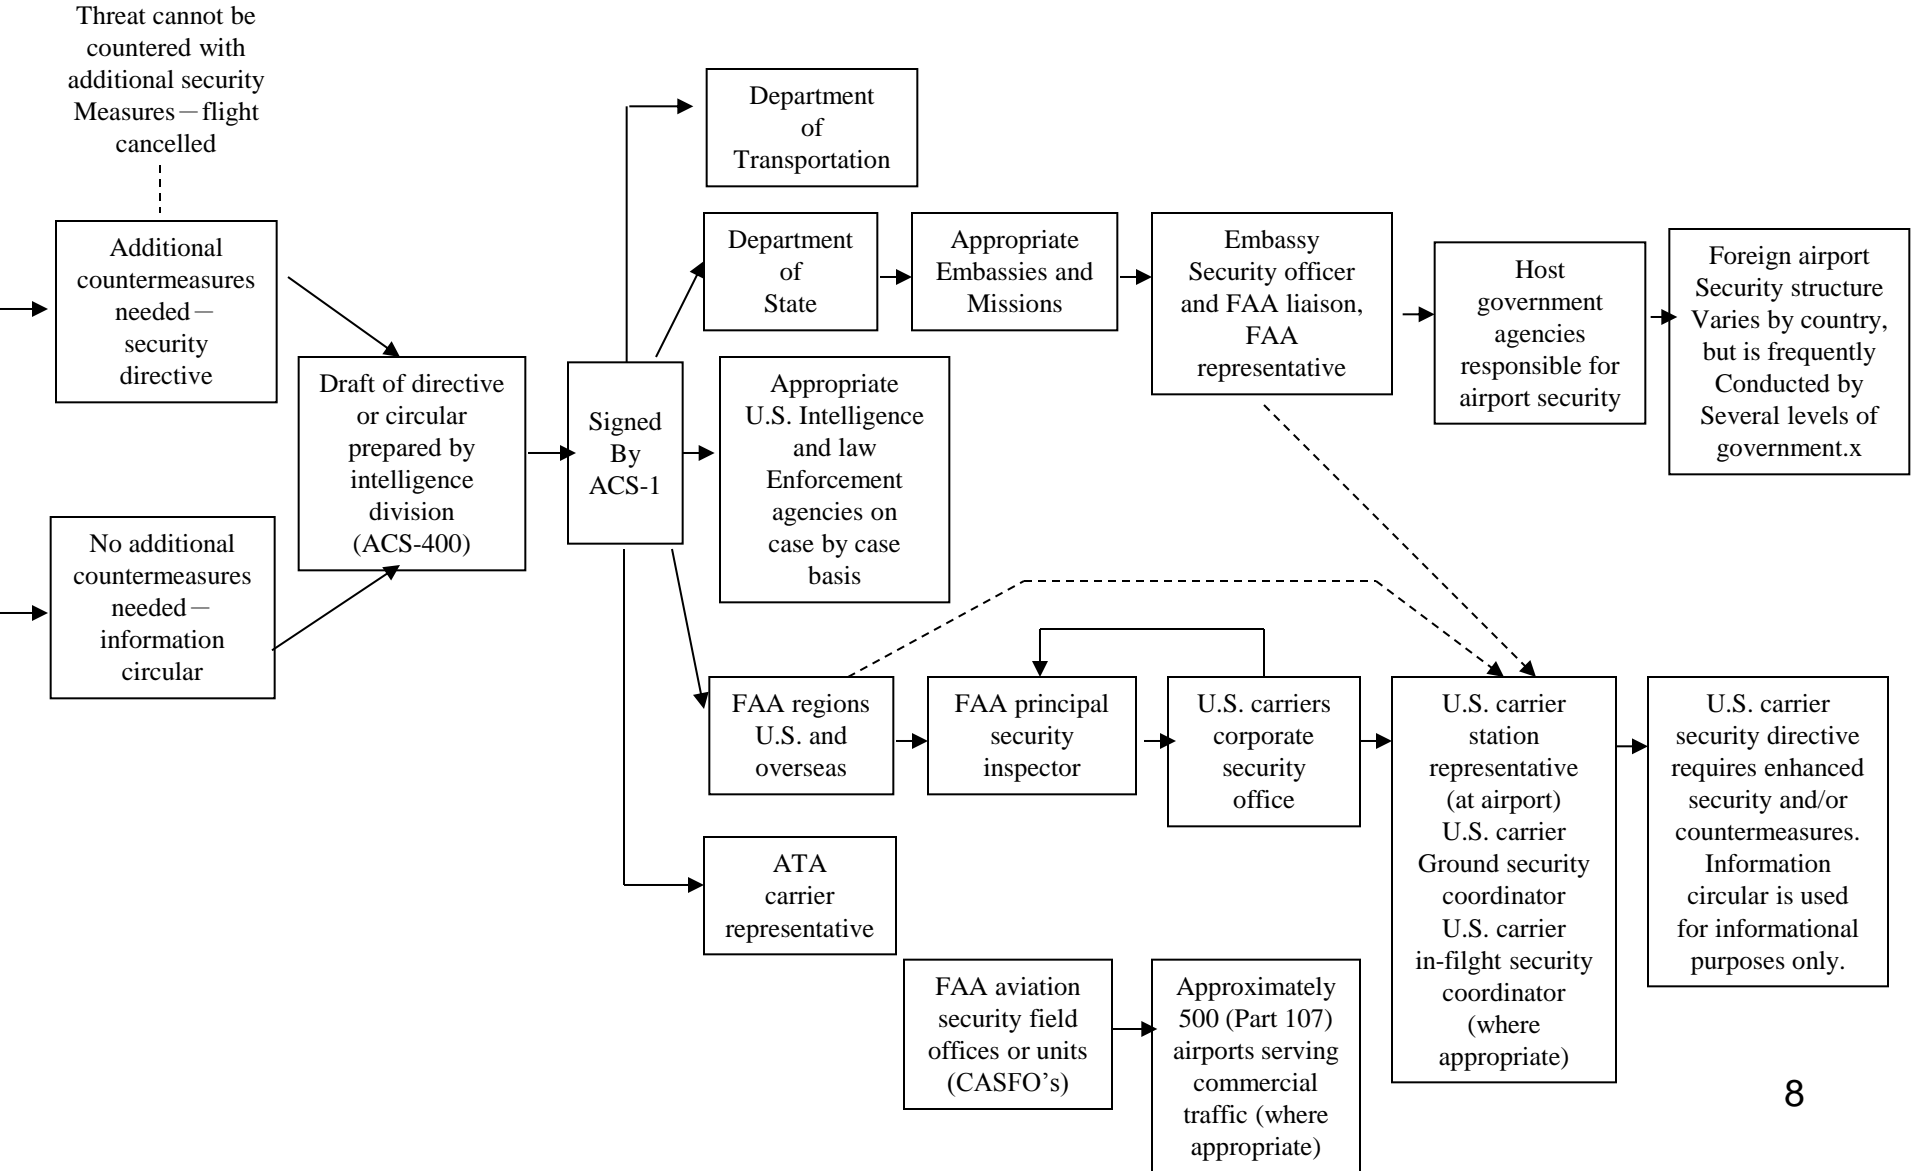 Threat cannot be
countered with
additional security
Measures—flight
cancelled
Additional
countermeasures
needed—
security
directive
No additional
countermeasures
needed—
information
circular
Draft of directive
or circular
prepared by
intelligence
division
(ACS-400)
Signed
By
ACS-1
Department
of
Transportation
Department
of
State
Appropriate
Embassies and
Missions
Embassy
Security officer
and FAA liaison,
FAA
representative
Host
government
agencies
responsible for
airport security
Foreign airport
Security structure
Varies by country,
but is frequently
Conducted by
Several levels of
government.x
Appropriate
U.S. Intelligence
and law
Enforcement
agencies on
case by case
basis
FAA regions
U.S. and
overseas
FAA principal
security
inspector
U.S. carriers
corporate
security
office
U.S. carrier
station
representative
(at airport)
U.S. carrier
Ground security
coordinator
U.S. carrier
in-filght security
coordinator
(where
appropriate)
U.S. carrier
security directive
requires enhanced
security and/or
countermeasures.
Information
circular is used
for informational
purposes only.
ATA
carrier
representative
FAA aviation
security field
offices or units
(CASFO’s)
Approximately
500 (Part 107)
airports serving
commercial
traffic (where
appropriate)
8